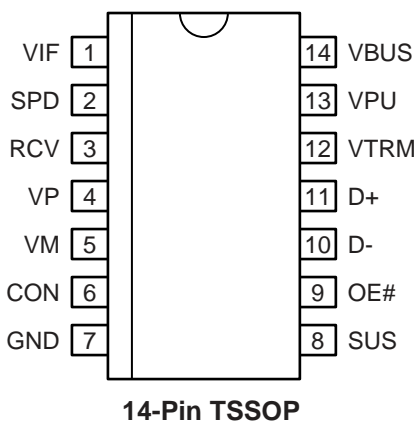 VIF 1 14 VBUS
SPD 2 13 VPU
RCV 3 12 VTRM
VP 4 11 D+
VM 5 10 D-
CON 6 9 OE#
GND 7 8 SUS
14-Pin TSSOP